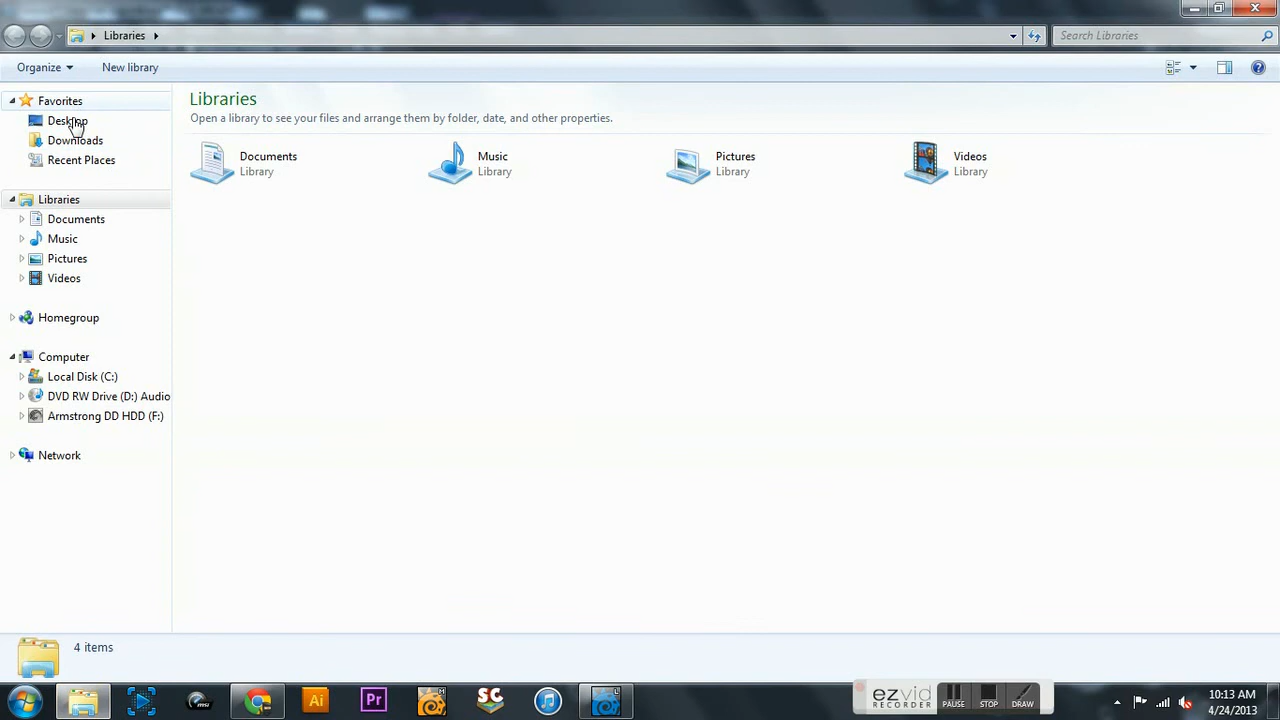 Libraries
Search Libraries
Organize
New library
Favorites
Desktop
Downloads
Recent Places
Libraries
Documents
Music
Pictures
Videos
Homegroup
Computer
Local Disk (C:)
DVD RW Drive (D:) Audio
Armstrong DD HDD (F:)
Network
Libraries
Open a library to see your files and arrange them by folder, date, and other properties.
Documents
Library
Music
Library
Pictures
Library
Videos
Library
4 items
msi
Ai
Pr
M
SC
L
ezvid
RECORDER
PAUSE
STOP
DRAW
10:13 AM
4/24/2013